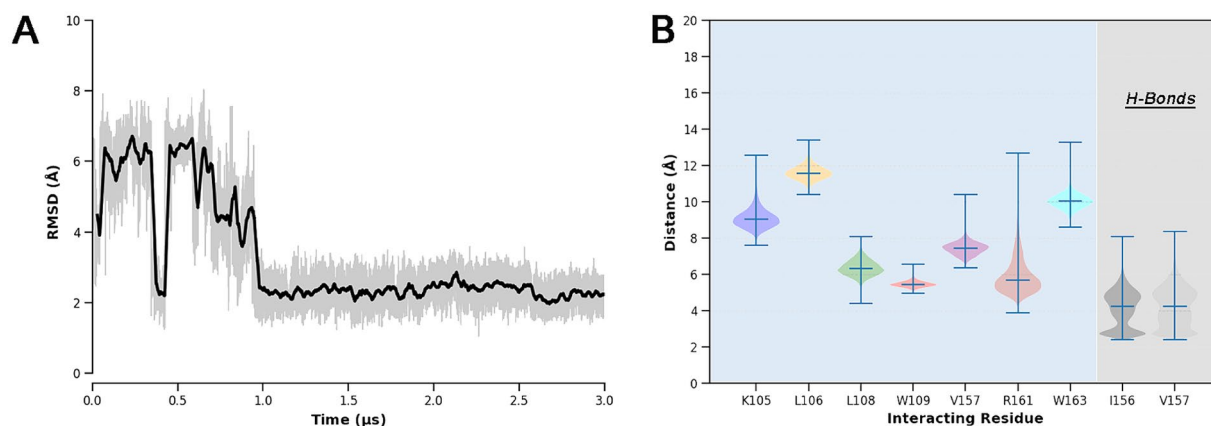 A
10
8
6
4
2
0
RMSD (Å)
0.0 0.5 1.0 1.5 2.0 2.5 3.0
Time (μs)
B
20
18
16
14
12
10
8
6
4
2
0
Distance (Å)
H-Bonds
K105 L106 L108 W109 V157 R161 W163 I156 V157
Interacting Residue